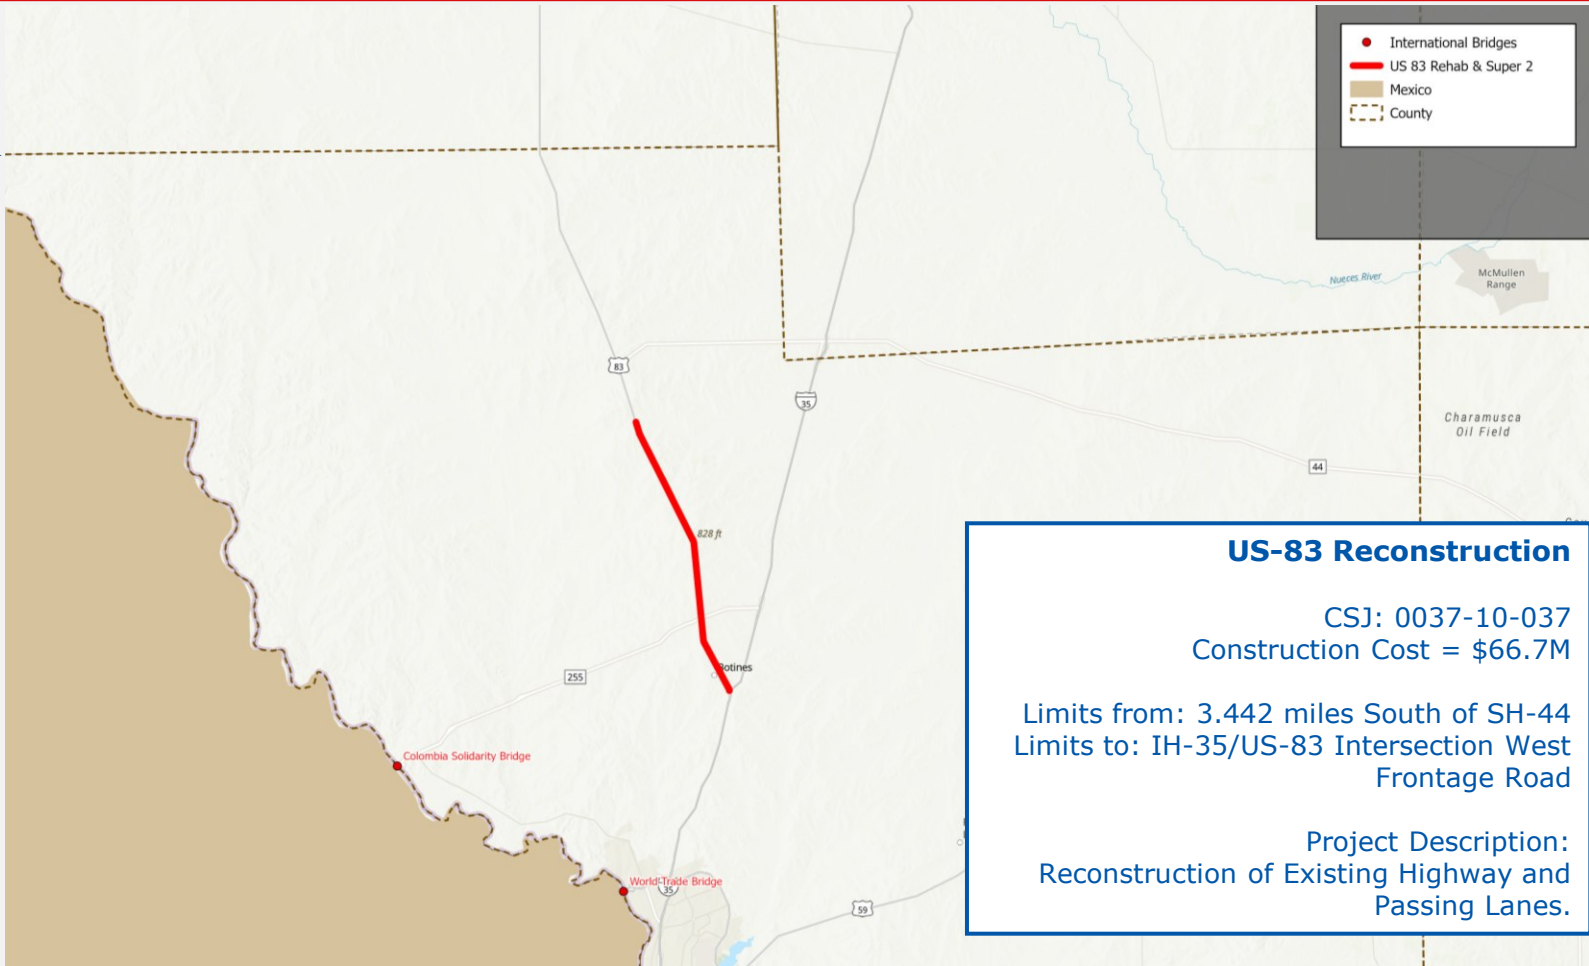 International Bridges
US 83 Rehab & Super 2
Mexico
County
Nueces River
McMullen
Range
83
35
Charamusca
Oil Field
44
828 ft
US-83 Reconstruction
CSJ: 0037-10-037
Construction Cost = $66.7M
Limits from: 3.442 miles South of SH-44
Limits to: IH-35/US-83 Intersection West
Frontage Road
Project Description:
Reconstruction of Existing Highway and
Passing Lanes.
Botines
255
Colombia Solidarity Bridge
World Trade Bridge
35
59